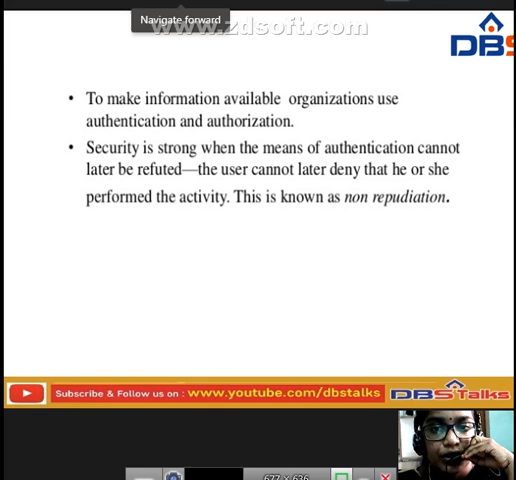 Navigate forward
www.zdsoft.com
DBS
• To make information available organizations use
authentication and authorization.
• Security is strong when the means of authentication cannot
later be refuted—the user cannot later deny that he or she
performed the activity. This is known as non repudiation.
Subscribe & Follow us on : www.youtube.com/dbstalks
DBS Talks
677 × 636